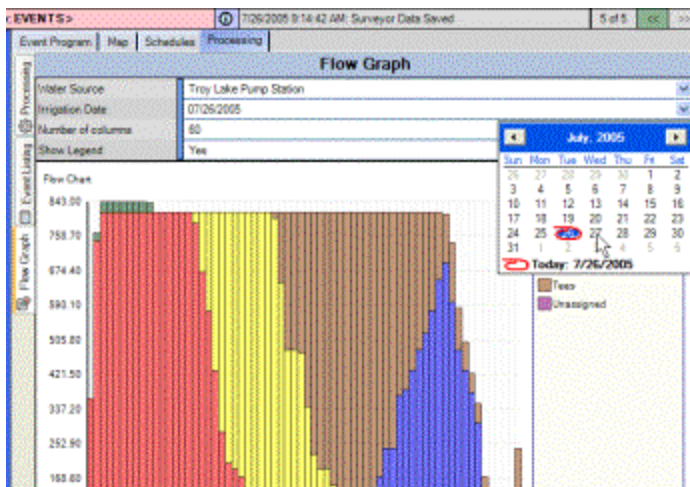 EVENTS>
7/26/2005 9:14:42 AM: Surveyor Data Saved
5 of 5
<<
>>
Event Program
Map
Schedules
Processing
Flow Graph
Water Source
Troy Lake Pump Station
Irrigation Date
07/26/2005
Number of columns
60
Show Legend
Yes
Processing
Event Listing
Flow Graph
July, 2005
Sun Mon Tue Wed Thu Fri Sat
26 27 28 29 30 1 2
3 4 5 6 7 8 9
10 11 12 13 14 15 16
17 18 19 20 21 22 23
24 25 26 27 28 29 30
31 1 2 4 5 6
Today: 7/26/2005
Flow Chart
843.00
758.70
674.40
590.10
505.80
421.50
337.20
252.90
168.60
Tees
Unassigned